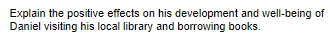 Explain the positive effects on his development and well-being of
Daniel visiting his local library and borrowing books.